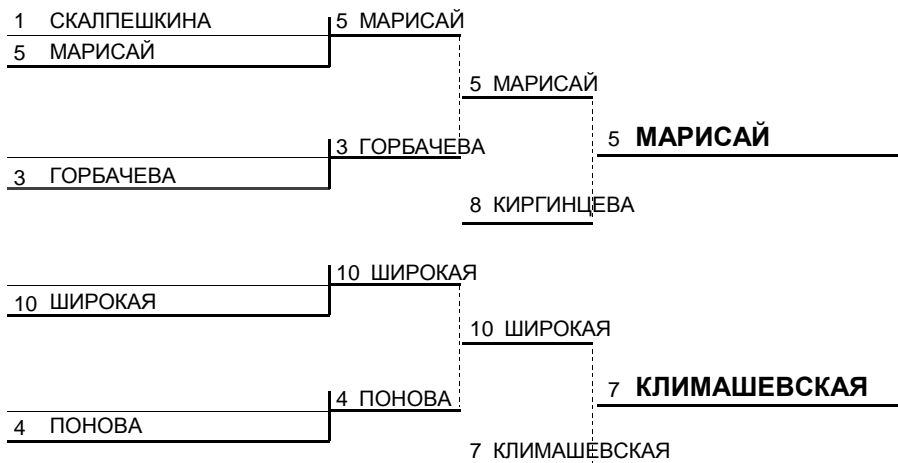 1 СКАЛПЕШКИНА 5 МАРИСАЙ
5 МАРИСАЙ
5 МАРИСАЙ
3 ГОРБАЧЕВА 5 МАРИСАЙ
3 ГОРБАЧЕВА
8 КИРГИНЦЕВА
10 ШИРОКАЯ
10 ШИРОКАЯ
10 ШИРОКАЯ
4 ПОНОВА 7 КЛИМАШЕВСКАЯ
4 ПОНОВА
7 КЛИМАШЕВСКАЯ